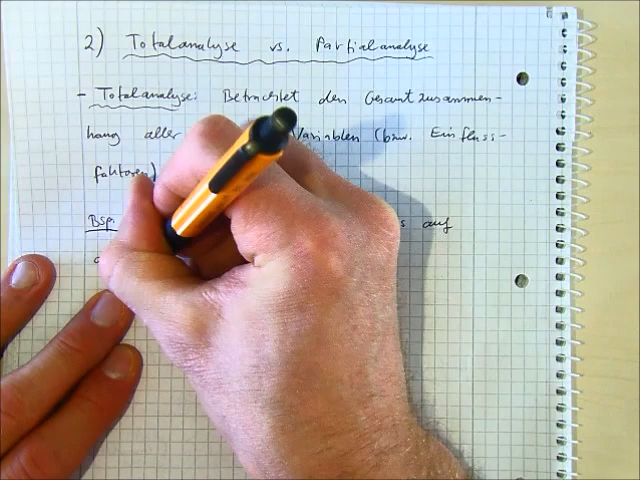 2) Totalanalyse vs. Partialanalyse
- Totalanalyse: Betrachtet den Gesamtzusammen-
hang aller Variablen (bzw. Einfluss-
faktoren)
Bsp. auf